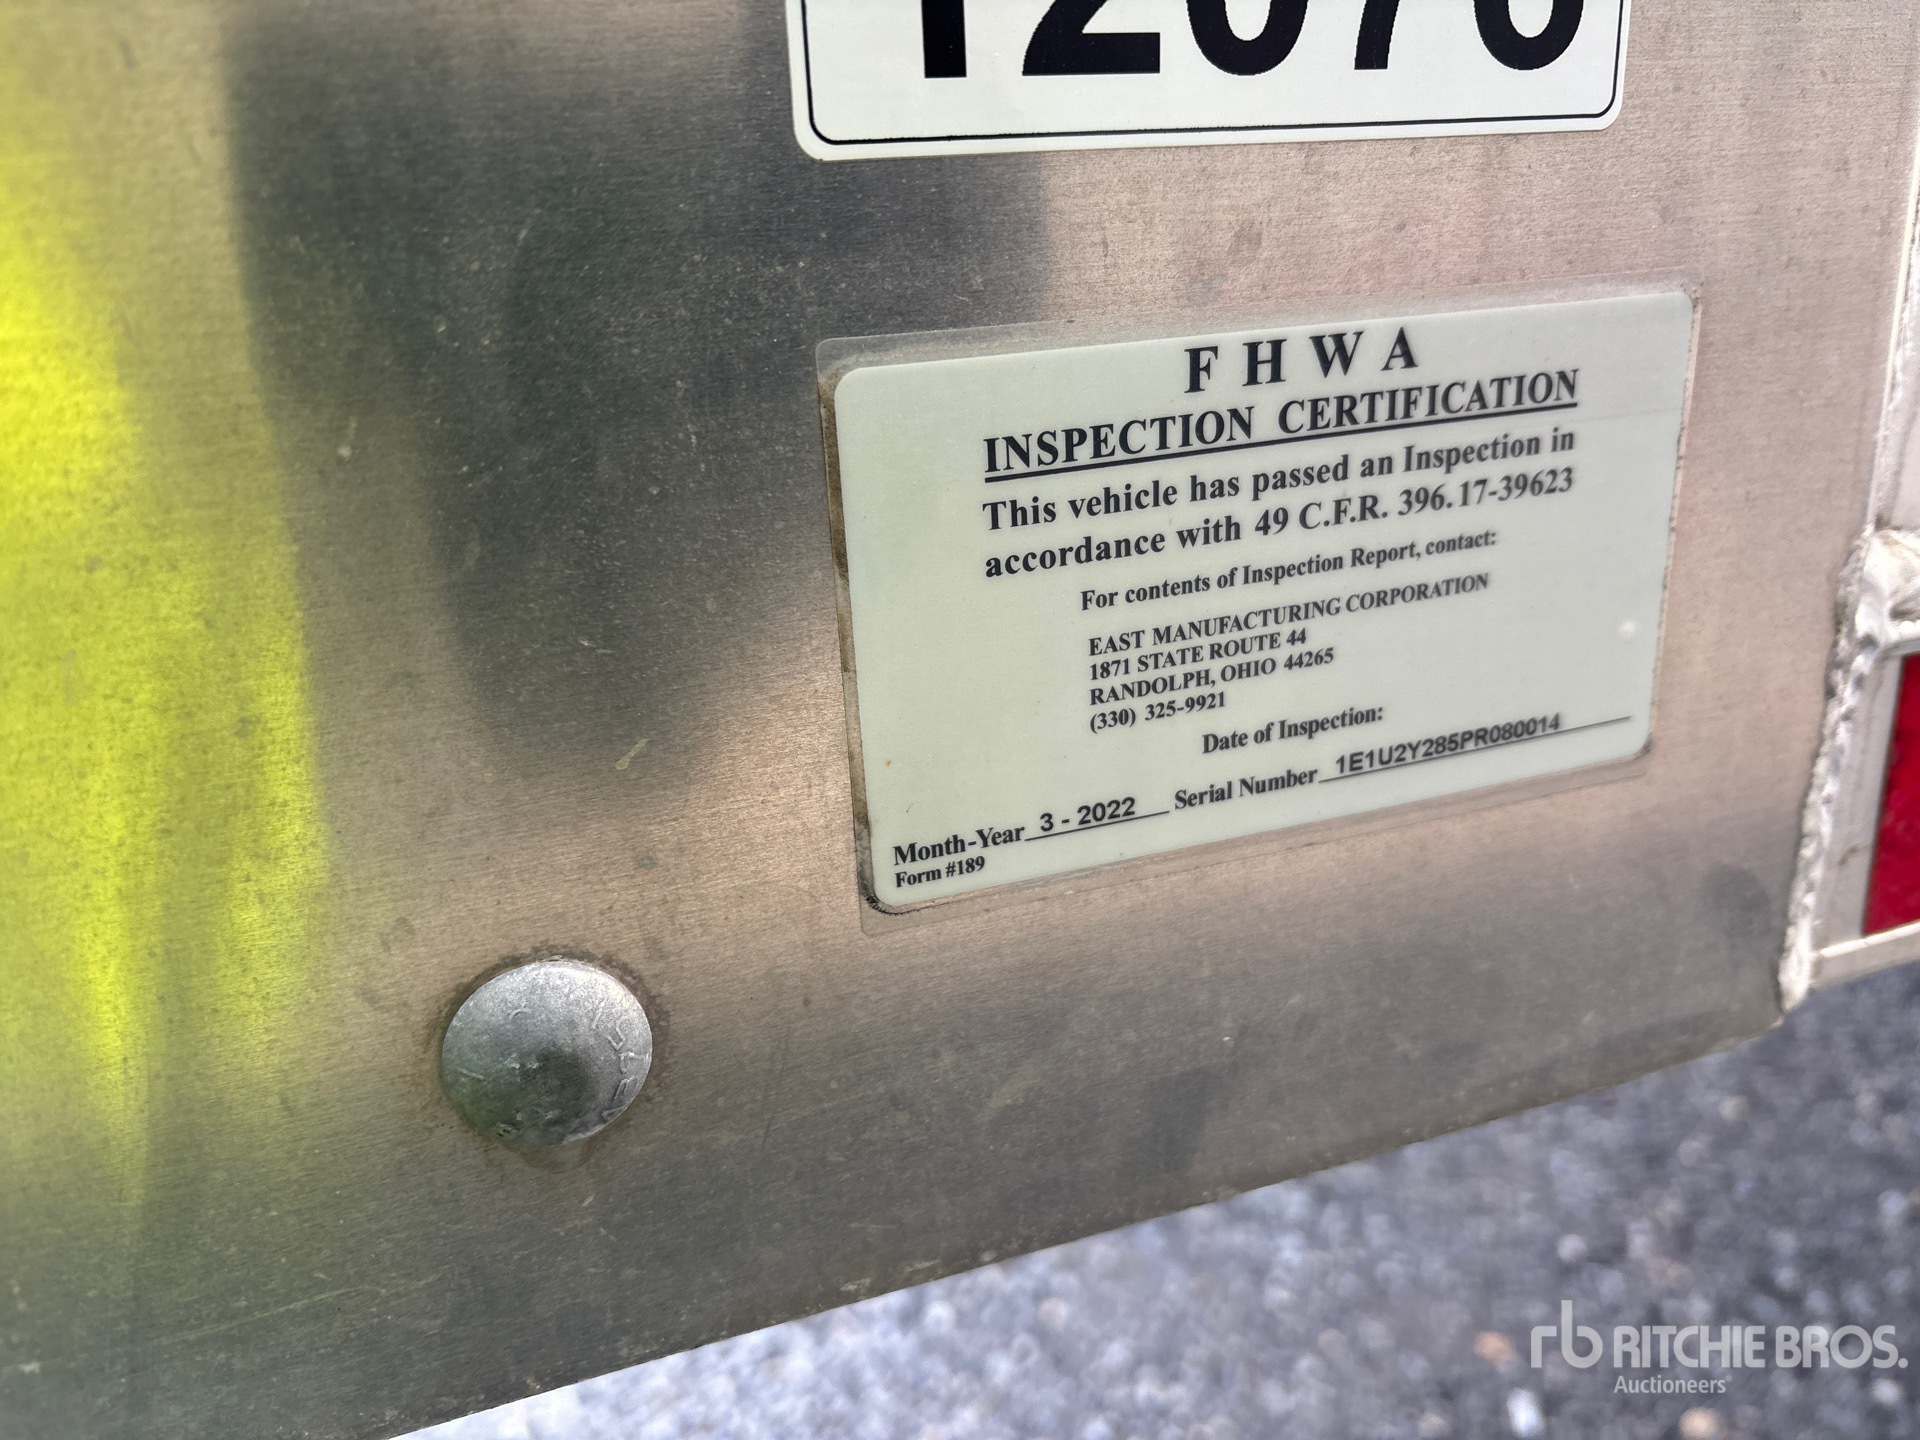 F H W A
INSPECTION CERTIFICATION
This vehicle has passed an Inspection in
accordance with 49 C.F.R. 396.17-39623
For contents of Inspection Report, contact:
EAST MANUFACTURING CORPORATION
1871 STATE ROUTE 44
RANDOLPH, OHIO 44265
(330) 325-9921
Date of Inspection:
Month-Year 3 - 2022 Serial Number 1E1U2Y285PR080014
Form #189
rb RITCHIE BROS.
Auctioneers